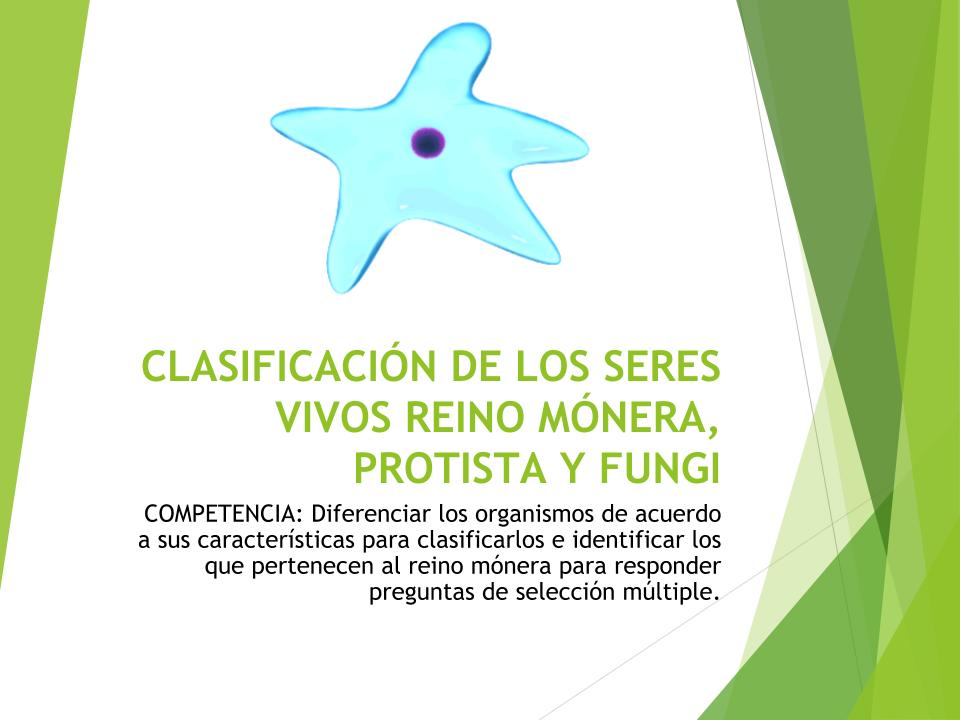 CLASIFICACIÓN DE LOS SERES
VIVOS REINO MÓNERA,
PROTISTA Y FUNGI
COMPETENCIA: Diferenciar los organismos de acuerdo
a sus características para clasificarlos e identificar los
que pertenecen al reino mónera para responder
preguntas de selección múltiple.